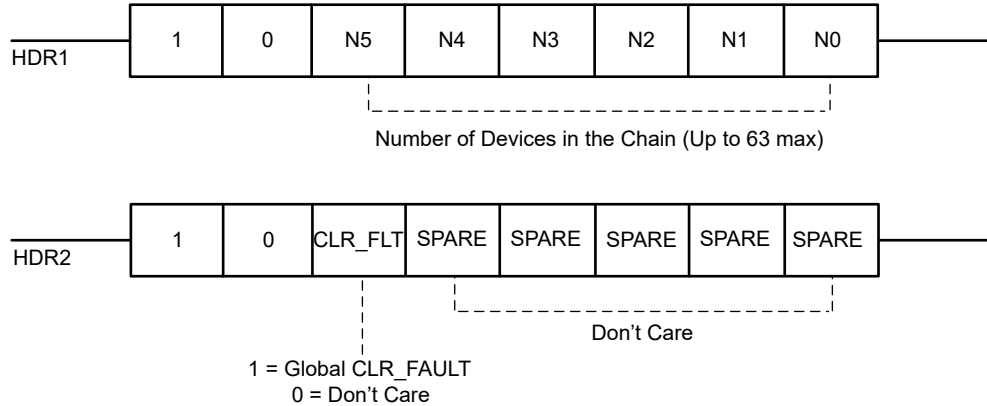 1 0 N5 N4 N3 N2 N1 N0
HDR1
Number of Devices in the Chain (Up to 63 max)
1 0 CLR_FLT SPARE SPARE SPARE SPARE SPARE
HDR2
Don't Care
1 = Global CLR_FAULT
0 = Don't Care